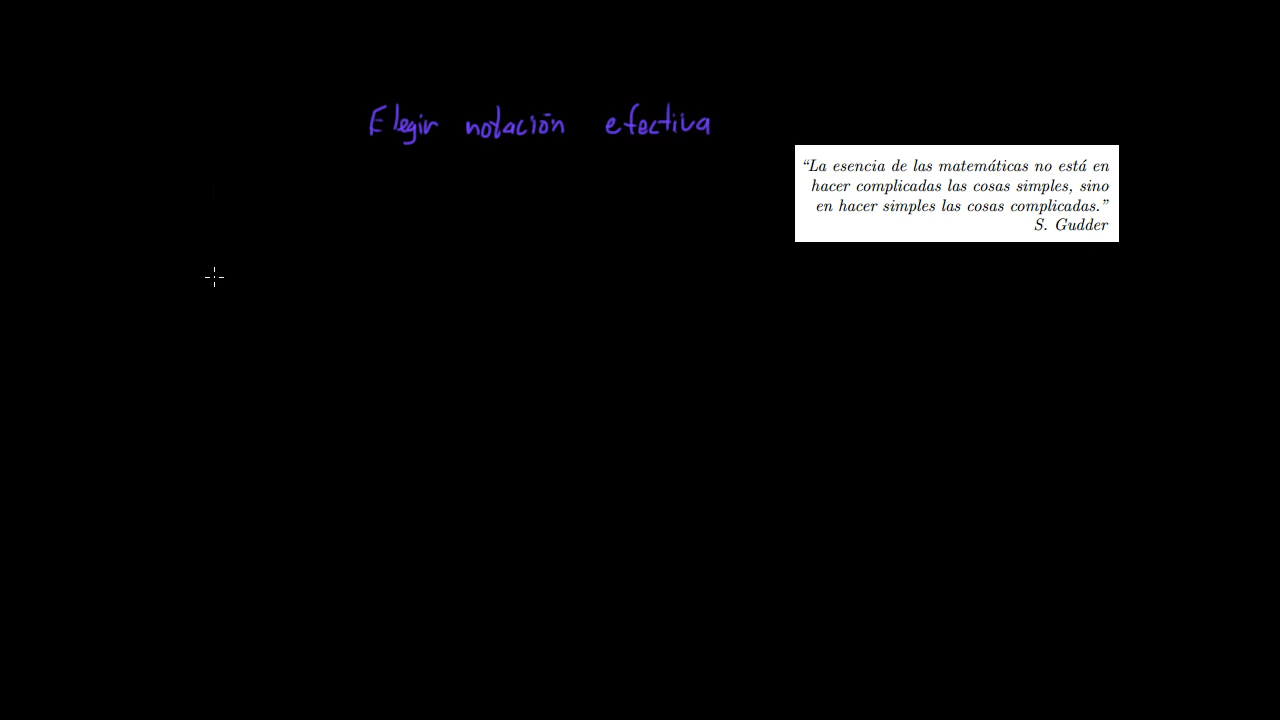 Elegir notación efectiva
“La esencia de las matemáticas no está en
hacer complicadas las cosas simples, sino
en hacer simples las cosas complicadas.”
S. Gudder